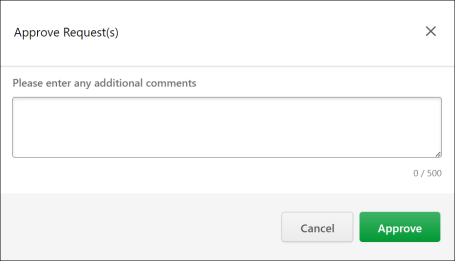 Approve Request(s)
Please enter any additional comments
0 / 500
Cancel
Approve